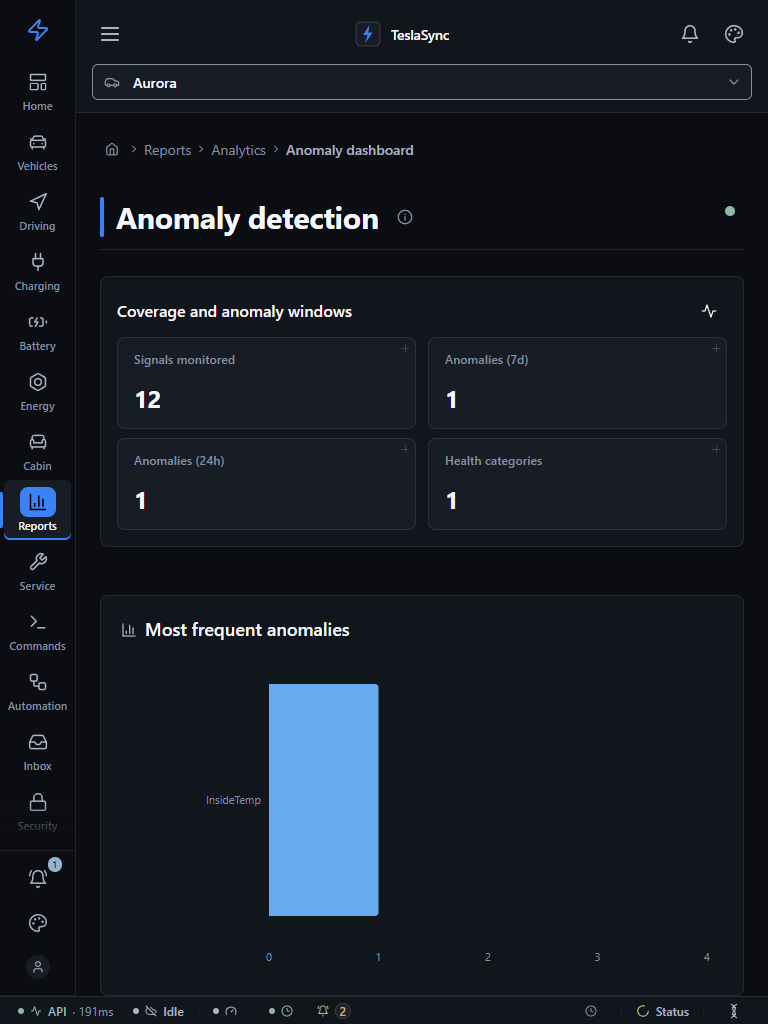 TeslaSync
Aurora
Home
Vehicles
Driving
Charging
Battery
Energy
Cabin
Reports
Service
Commands
Automation
Inbox
Security
1
Reports > Analytics > Anomaly dashboard
Anomaly detection
Coverage and anomaly windows
Signals monitored
12
Anomalies (7d)
1
Anomalies (24h)
1
Health categories
1
Most frequent anomalies
InsideTemp
0 1 2 3 4
API · 191ms Idle 2 Status